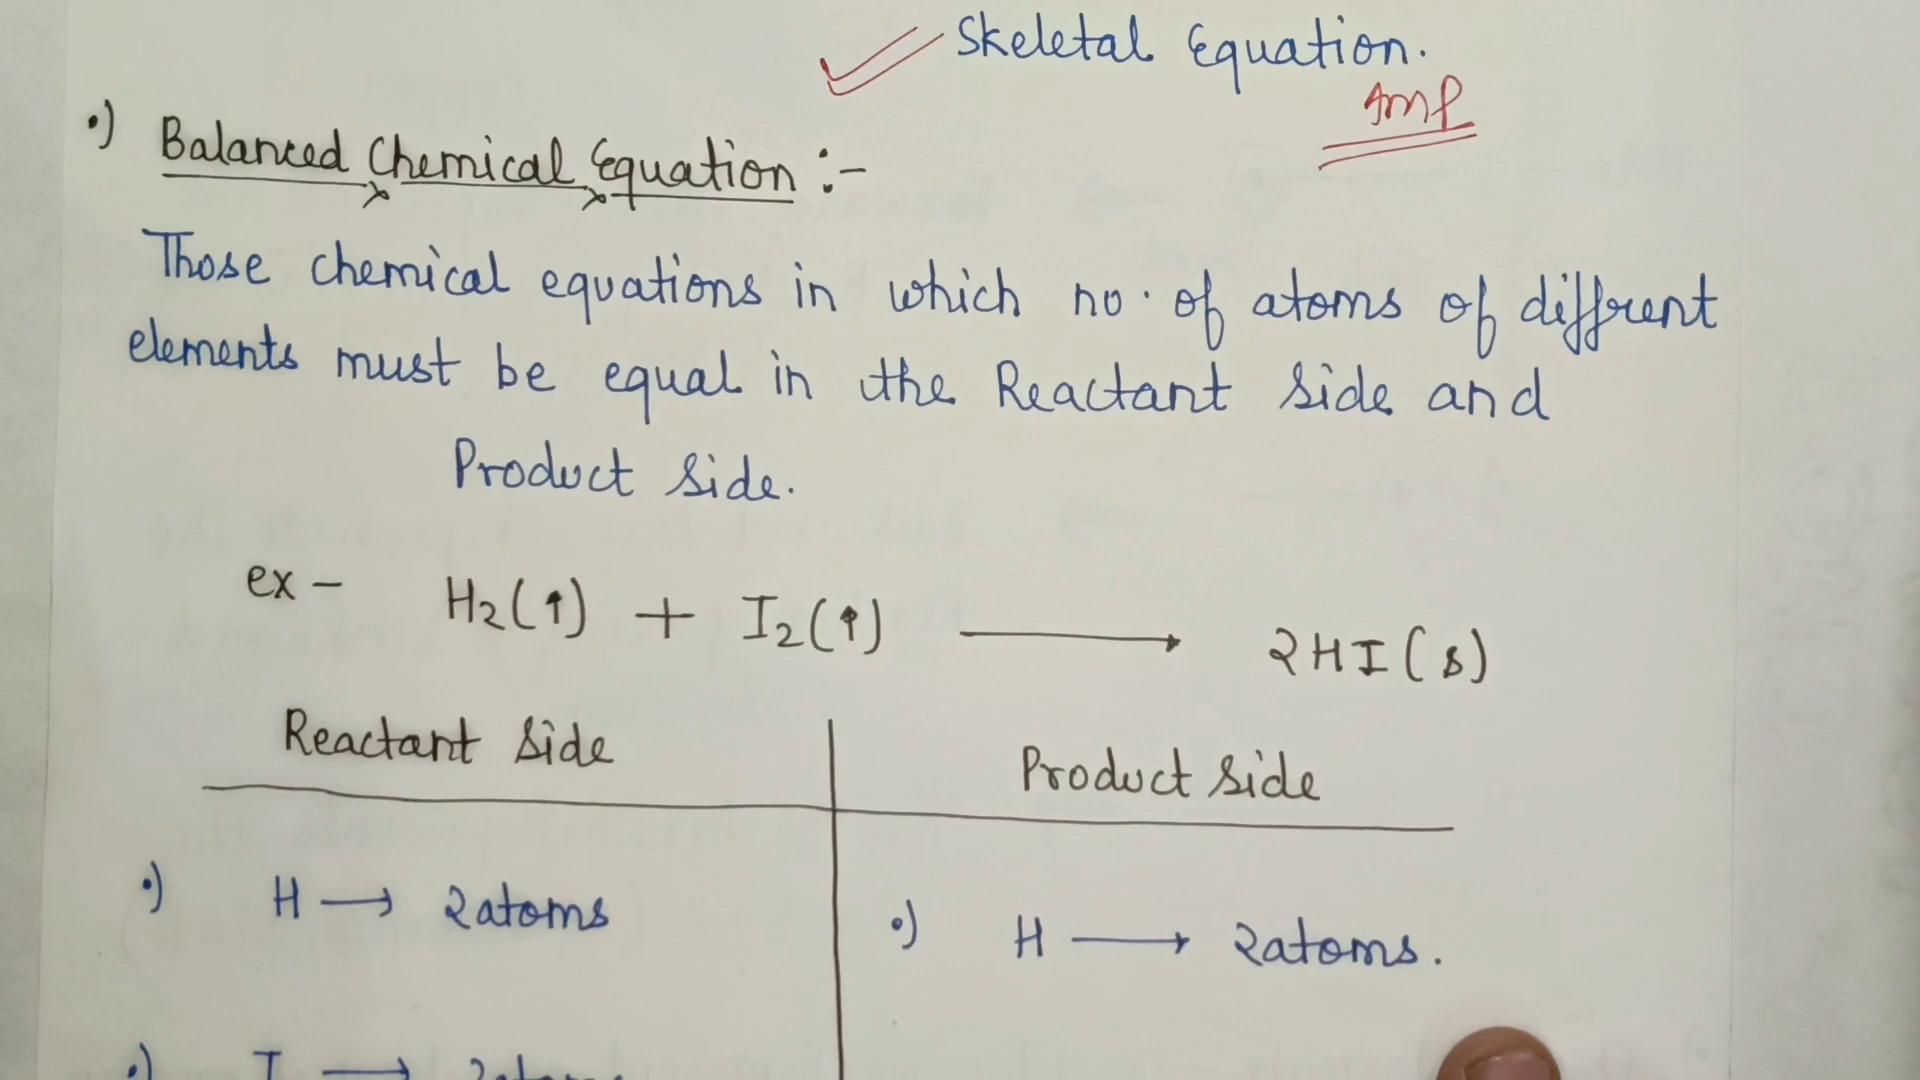 Skeletal Equation.
Imp
•) Balanced Chemical Equation :-
Those chemical equations in which no. of atoms of diffrent
elements must be equal in the Reactant side and
Product side.
ex - H2(↑) + I2(↑) ⟶ 2HI(s)
Reactant side
Product side
•) H ⟶ 2atoms
•) H ⟶ 2atoms.
•) I ⟶ 2atoms